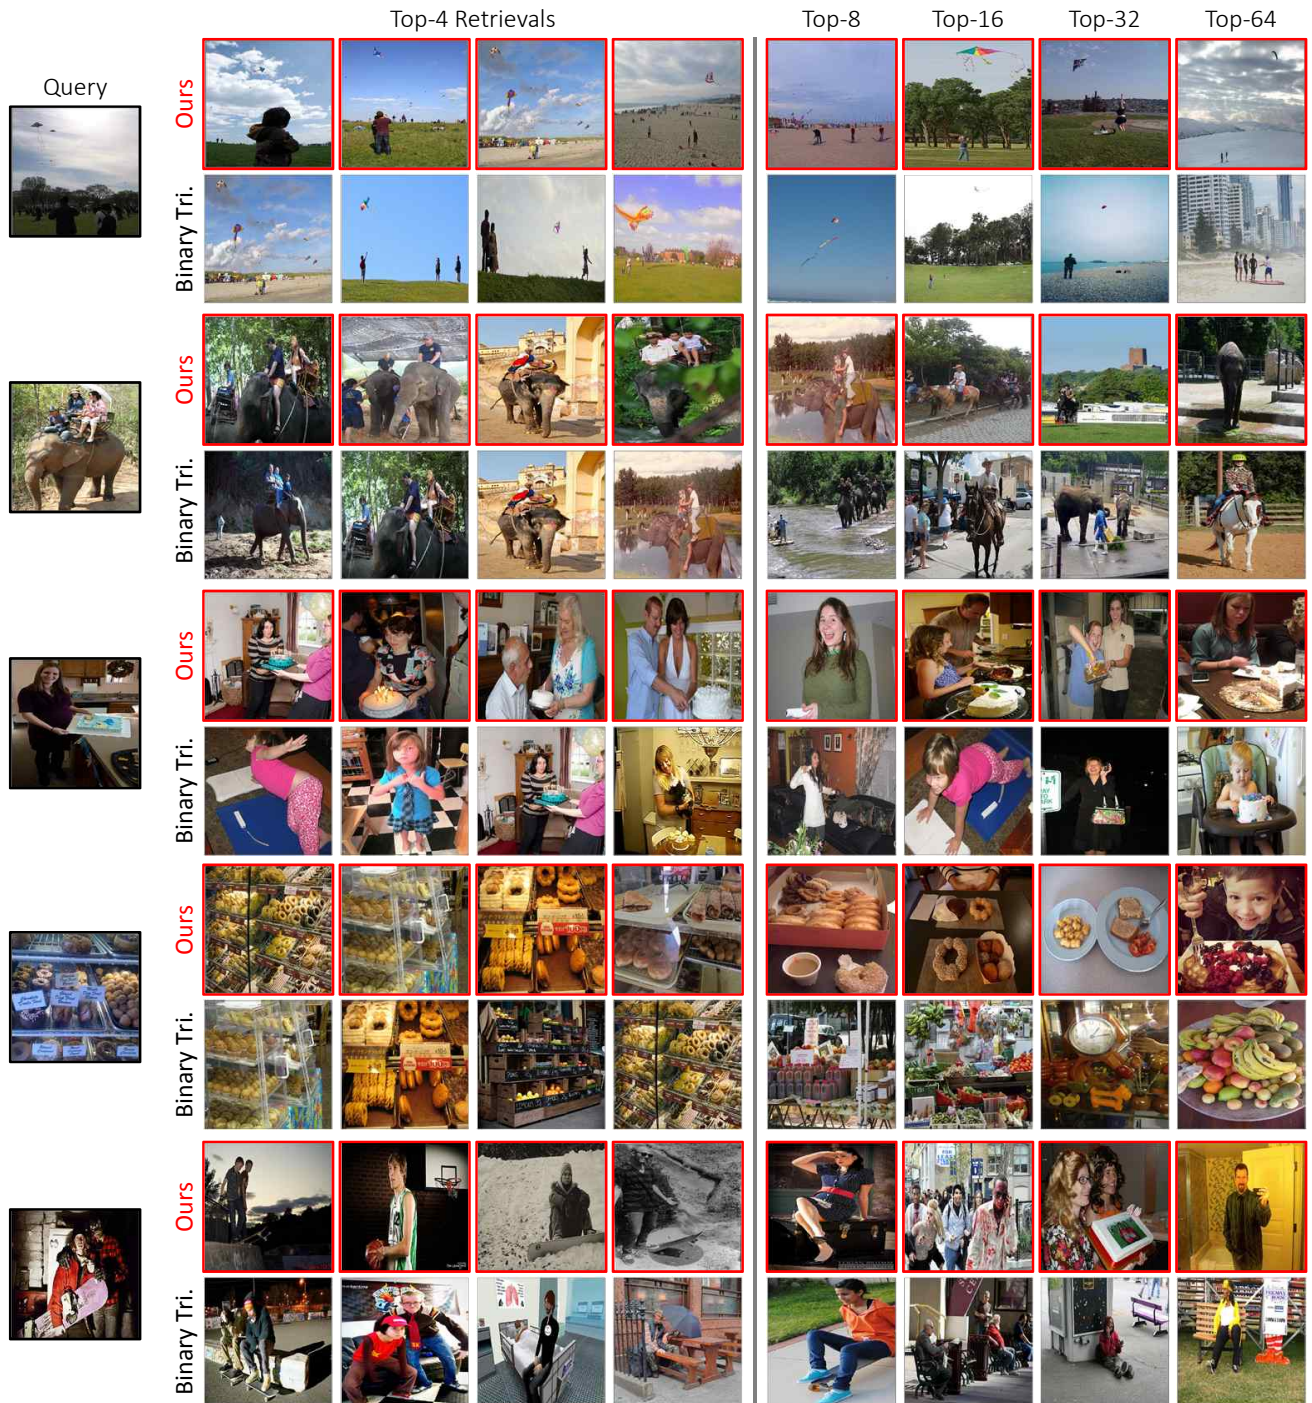 Top-4 Retrievals
Top-8
Top-16
Top-32
Top-64
Query
Ours
Binary Tri.
Ours
Binary Tri.
Ours
Binary Tri.
Ours
Binary Tri.
Ours
Binary Tri.